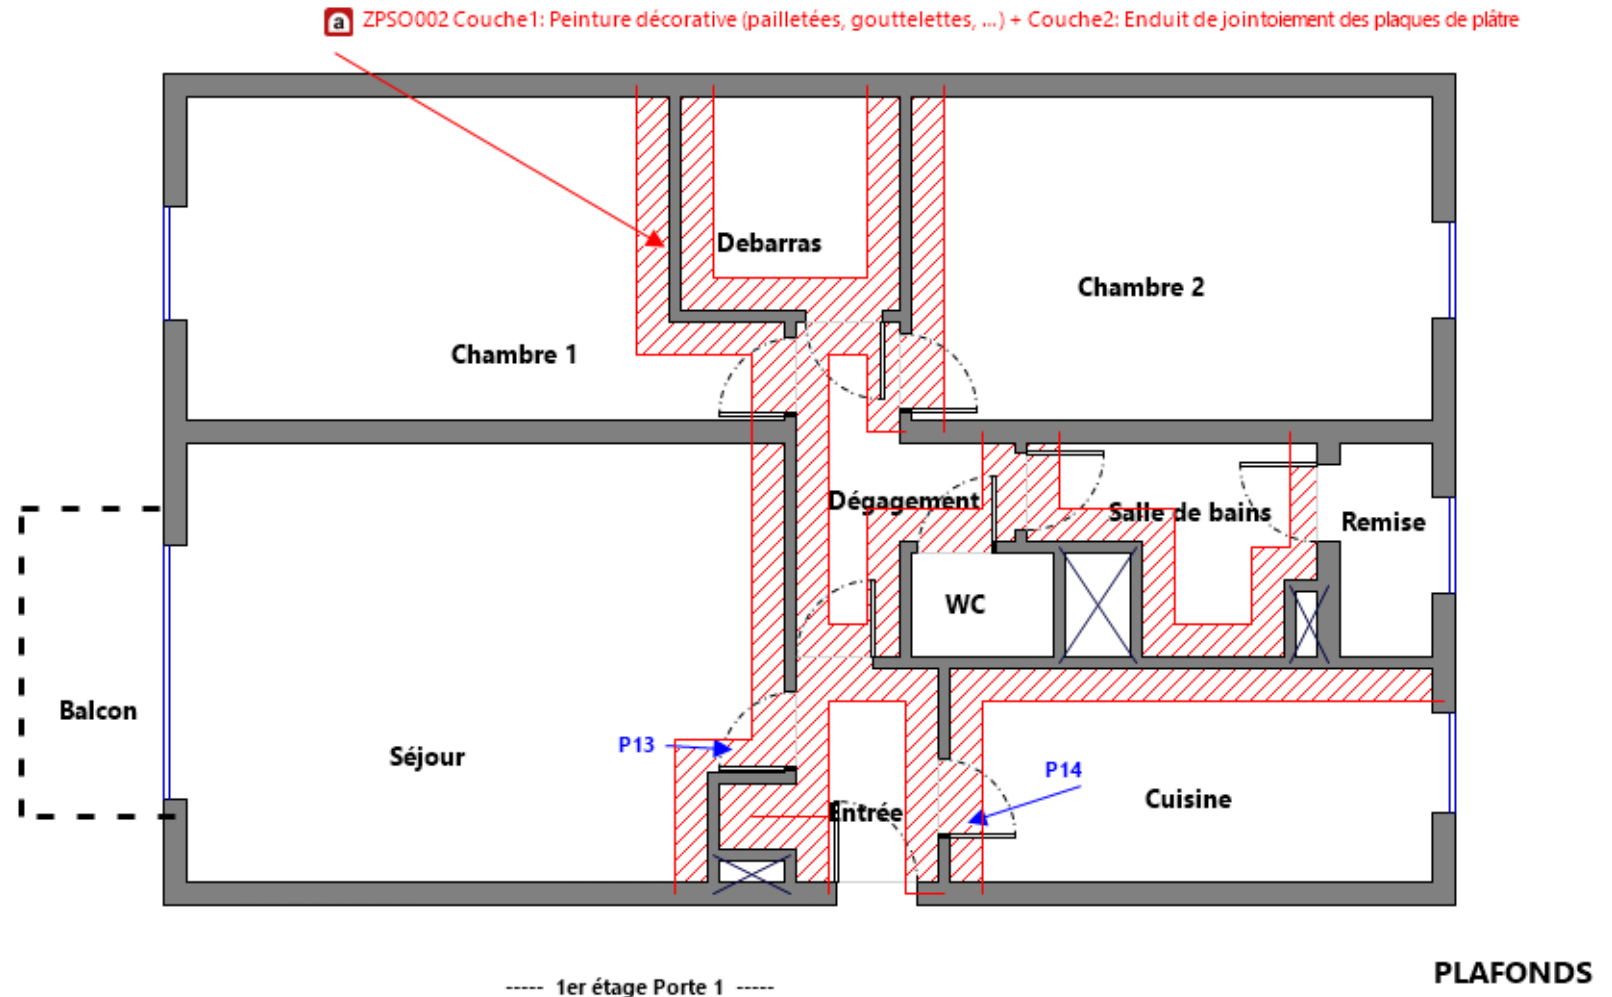 a ZPSO002 Couche1: Peinture décorative (pailletées, gouttelettes, ...) + Couche2: Enduit de jointoiement des plaques de plâtre
Debarras
Chambre 2
Chambre 1
Dégagement
Salle de bains
Remise
WC
Balcon
Séjour
P13
P14
Cuisine
Entrée
PLAFONDS
----- 1er étage Porte 1 -----